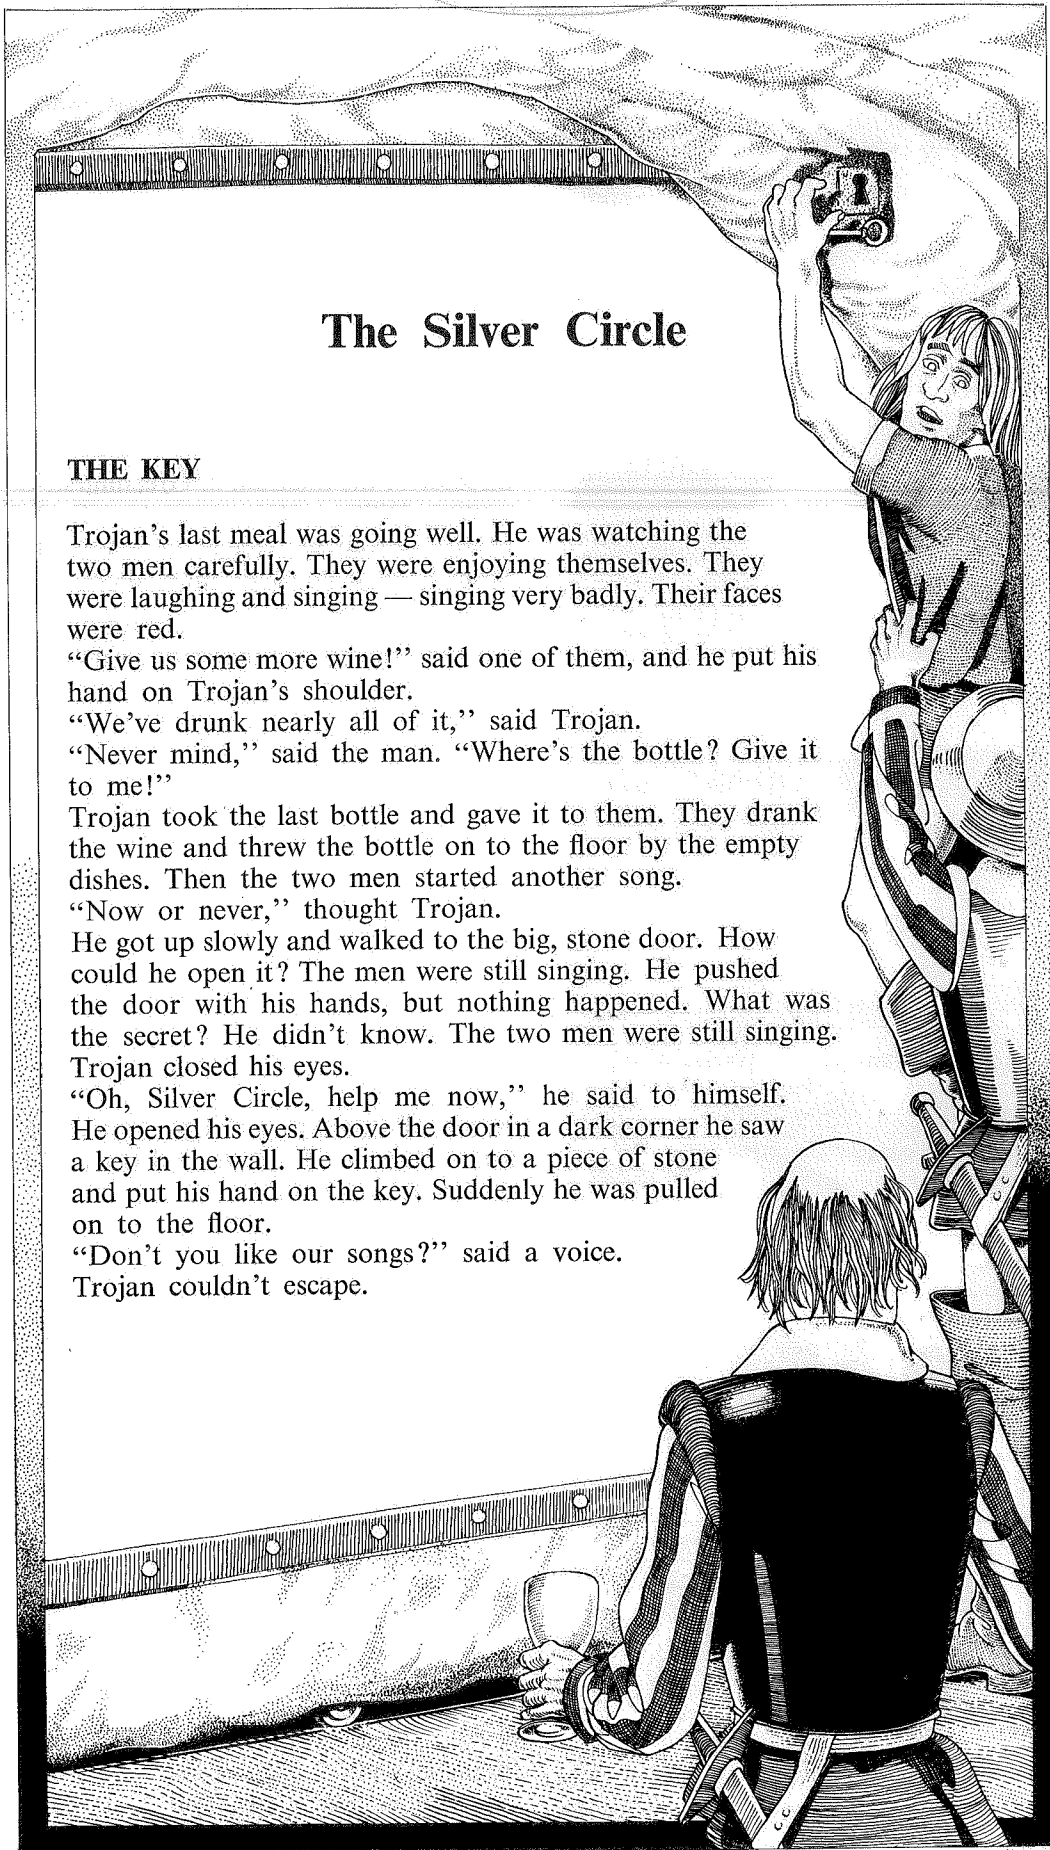 The Silver Circle
THE KEY
Trojan's last meal was going well. He was watching the
two men carefully. They were enjoying themselves. They
were laughing and singing — singing very badly. Their faces
were red.
“Give us some more wine!” said one of them, and he put his
hand on Trojan's shoulder.
“We've drunk nearly all of it,” said Trojan.
“Never mind,” said the man. “Where's the bottle? Give it
to me!”
Trojan took the last bottle and gave it to them. They drank
the wine and threw the bottle on to the floor by the empty
dishes. Then the two men started another song.
“Now or never,” thought Trojan.
He got up slowly and walked to the big, stone door. How
could he open it? The men were still singing. He pushed
the door with his hands, but nothing happened. What was
the secret? He didn't know. The two men were still singing.
Trojan closed his eyes.
“Oh, Silver Circle, help me now,” he said to himself.
He opened his eyes. Above the door in a dark corner he saw
a key in the wall. He climbed on to a piece of stone
and put his hand on the key. Suddenly he was pulled
on to the floor.
“Don't you like our songs?” said a voice.
Trojan couldn't escape.